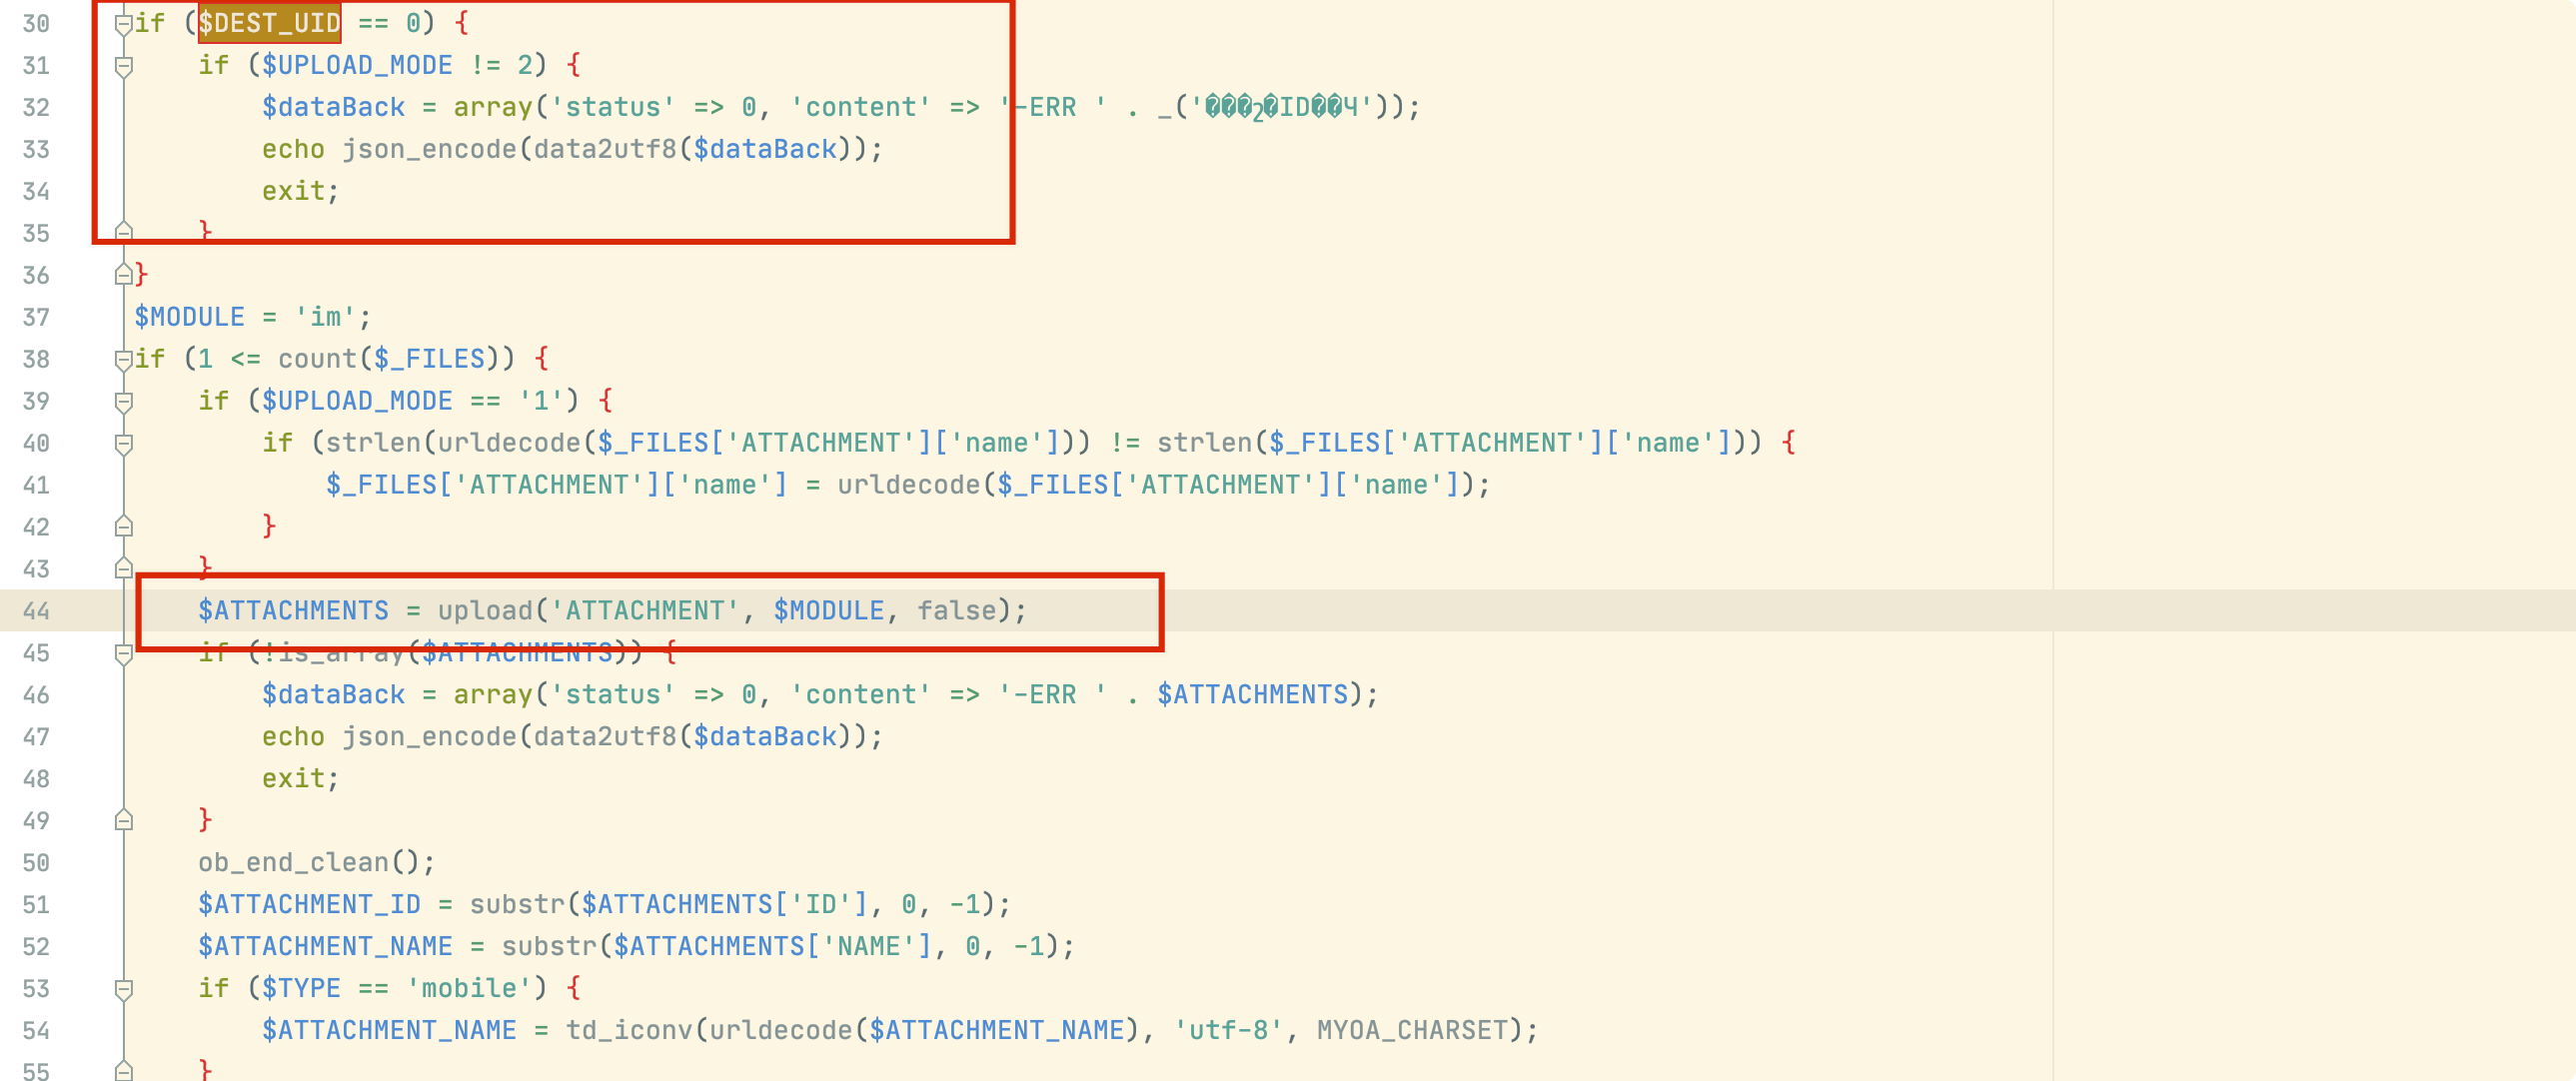 30 if ($DEST_UID == 0) {
31 if ($UPLOAD_MODE != 2) {
32 $dataBack = array('status' => 0, 'content' => '-ERR ' . _('���2�ID��Ч'));
33 echo json_encode(data2utf8($dataBack));
34 exit;
35 }
36 }
37 $MODULE = 'im';
38 if (1 <= count($_FILES)) {
39 if ($UPLOAD_MODE == '1') {
40 if (strlen(urldecode($_FILES['ATTACHMENT']['name'])) != strlen($_FILES['ATTACHMENT']['name'])) {
41 $_FILES['ATTACHMENT']['name'] = urldecode($_FILES['ATTACHMENT']['name']);
42 }
43 }
44 $ATTACHMENTS = upload('ATTACHMENT', $MODULE, false);
45 if (!is_array($ATTACHMENTS)) {
46 $dataBack = array('status' => 0, 'content' => '-ERR ' . $ATTACHMENTS);
47 echo json_encode(data2utf8($dataBack));
48 exit;
49 }
50 ob_end_clean();
51 $ATTACHMENT_ID = substr($ATTACHMENTS['ID'], 0, -1);
52 $ATTACHMENT_NAME = substr($ATTACHMENTS['NAME'], 0, -1);
53 if ($TYPE == 'mobile') {
54 $ATTACHMENT_NAME = td_iconv(urldecode($ATTACHMENT_NAME), 'utf-8', MYOA_CHARSET);
55 }